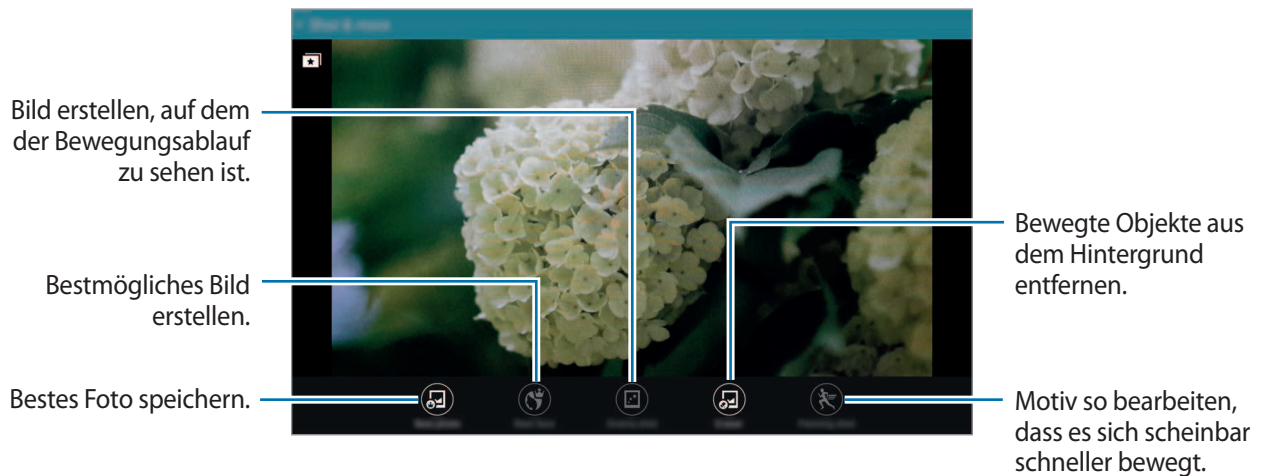 Bild erstellen, auf dem
der Bewegungsablauf
zu sehen ist.
Bestmögliches Bild
erstellen.
Bestes Foto speichern.
Bewegte Objekte aus
dem Hintergrund
entfernen.
Motiv so bearbeiten,
dass es sich scheinbar
schneller bewegt.